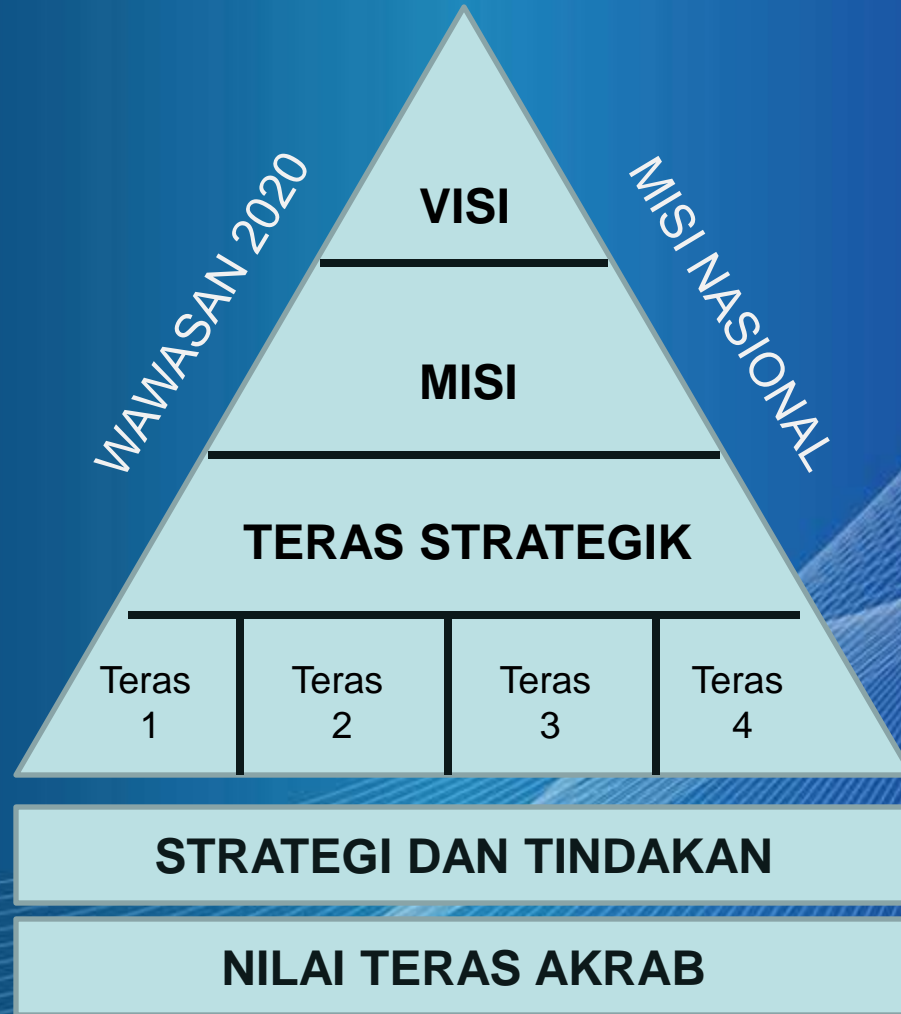 WAWASAN 2020
MISI NASIONAL
VISI
MISI
TERAS STRATEGIK
Teras
1
Teras
2
Teras
3
Teras
4
STRATEGI DAN TINDAKAN
NILAI TERAS AKRAB